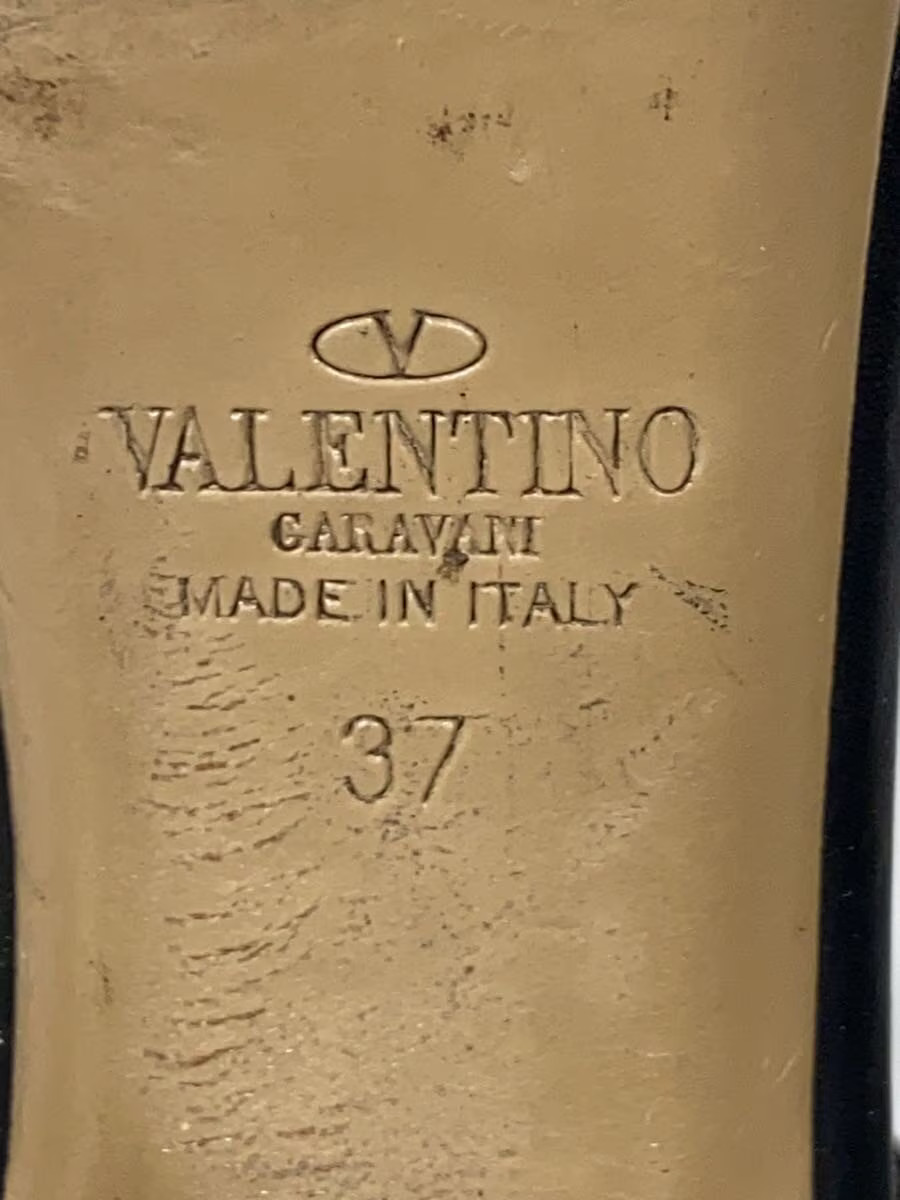 V
VALENTINO
GARAVANI
MADE IN ITALY
37